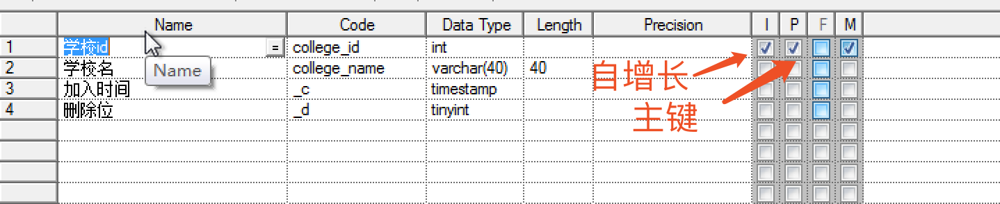 Name Code Data Type Length Precision I P F M
1 学校id = college_id int
2 学校名 college_name varchar(40) 40
Name
3 加入时间 _c timestamp
4 删除位 _d tinyint
自增长
主键